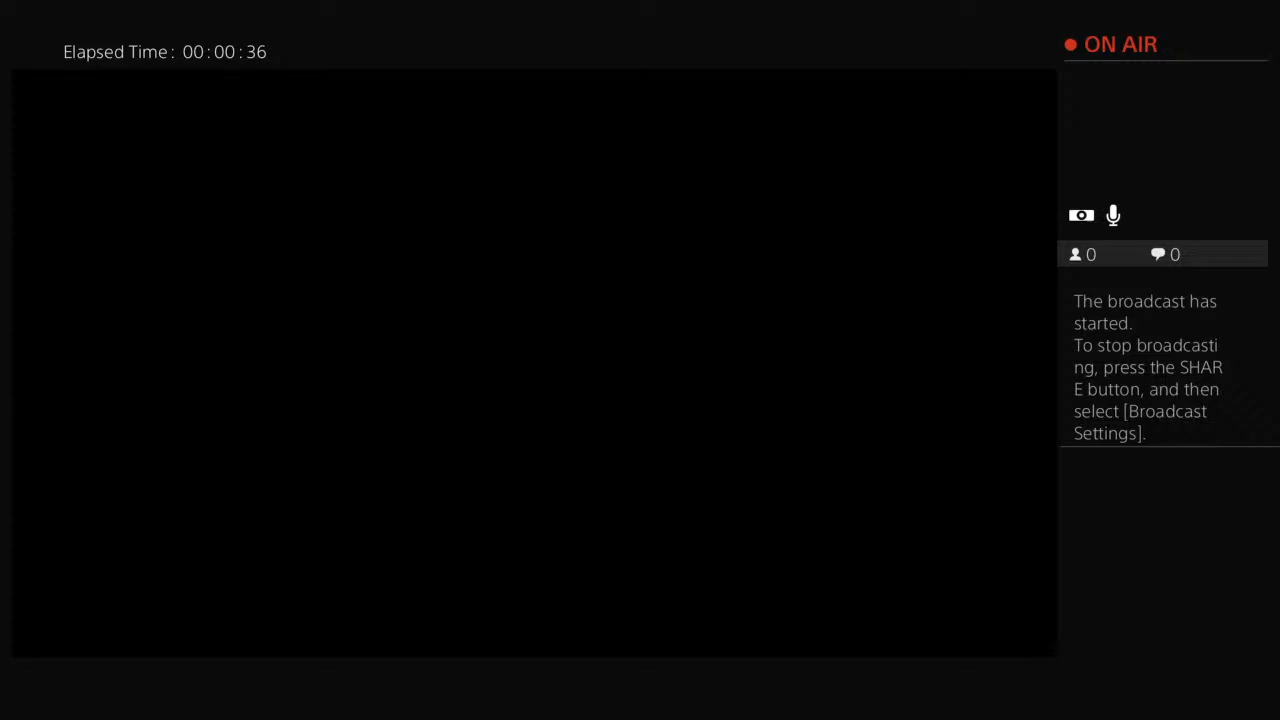 Elapsed Time: 00:00:36
ON AIR
0 0
The broadcast has
started.
To stop broadcasti
ng, press the SHAR
E button, and then
select [Broadcast
Settings].